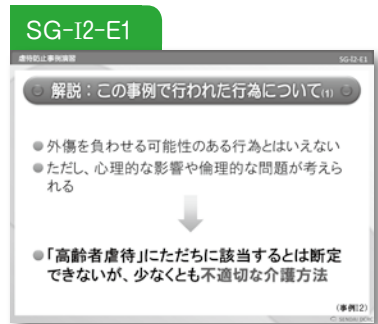 SG-I2-E1
虐待防止事例演習 SG-I2-E1
解説：この事例で行われた行為について(1)
●外傷を負わせる可能性のある行為とはいえない
●ただし、心理的な影響や倫理的な問題が考えら
れる
●「高齢者虐待」にただちに該当するとは断定
できないが、少なくとも不適切な介護方法
(事例2)